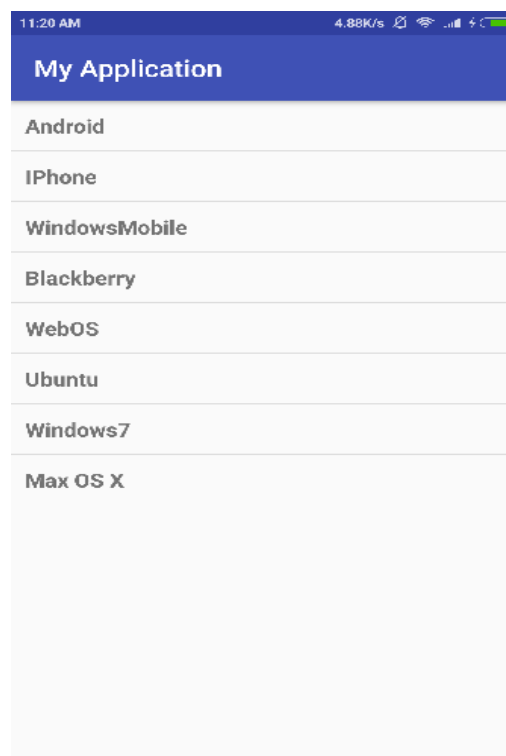 11:20 AM 4.88K/s
My Application
Android
IPhone
WindowsMobile
Blackberry
WebOS
Ubuntu
Windows7
Max OS X